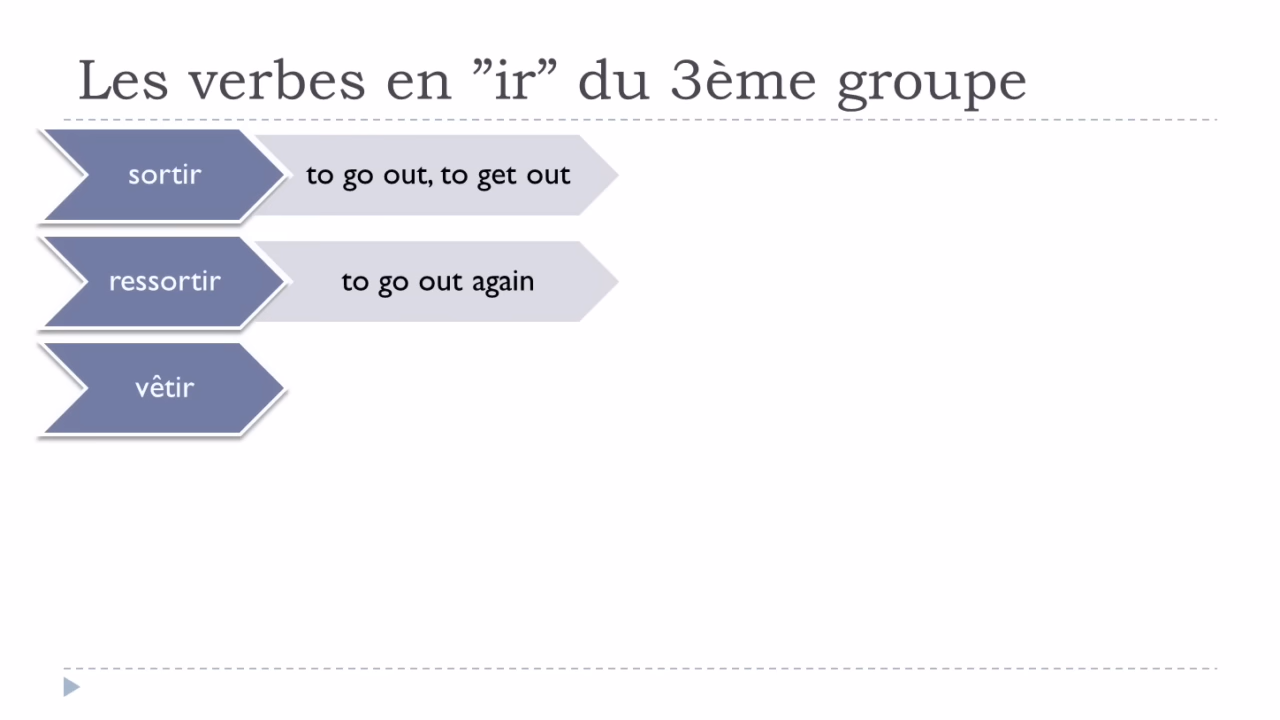 Les verbes en ”ir” du 3ème groupe
sortir
to go out, to get out
ressortir
to go out again
vêtir